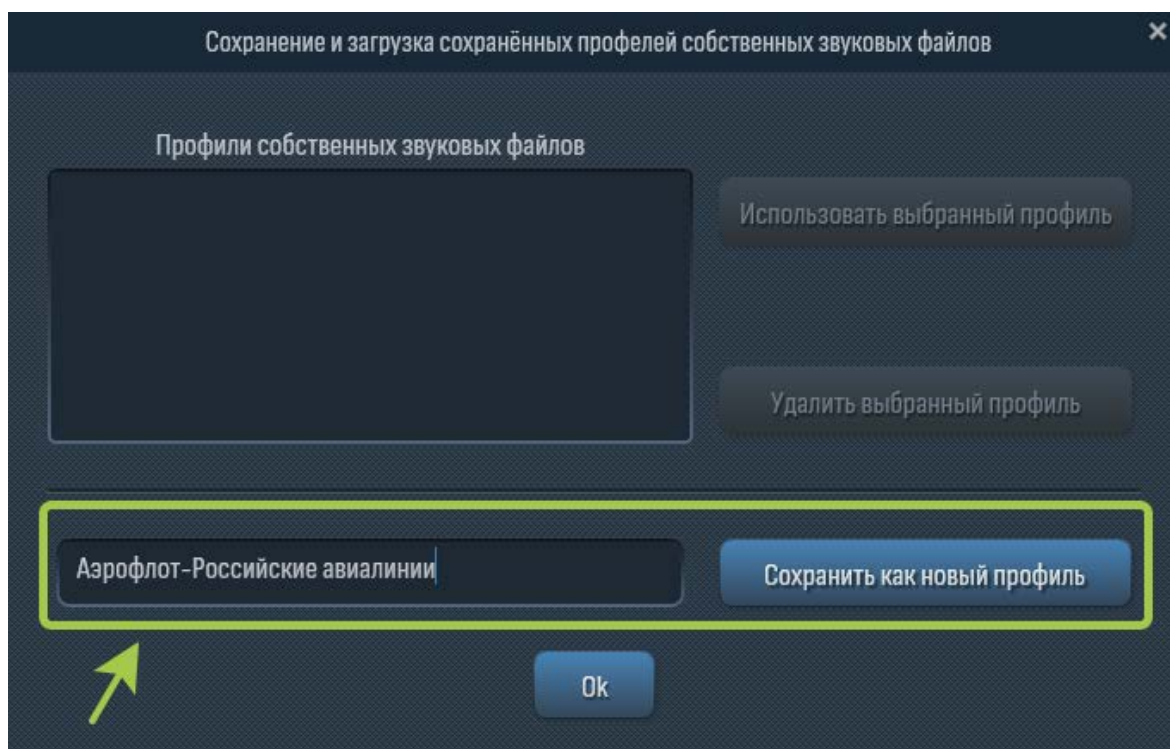 Сохранение и загрузка сохранённых профелей собственных звуковых файлов
Профили собственных звуковых файлов
Использовать выбранный профиль
Удалить выбранный профиль
Аэрофлот-Российские авиалинии
Сохранить как новый профиль
Ok